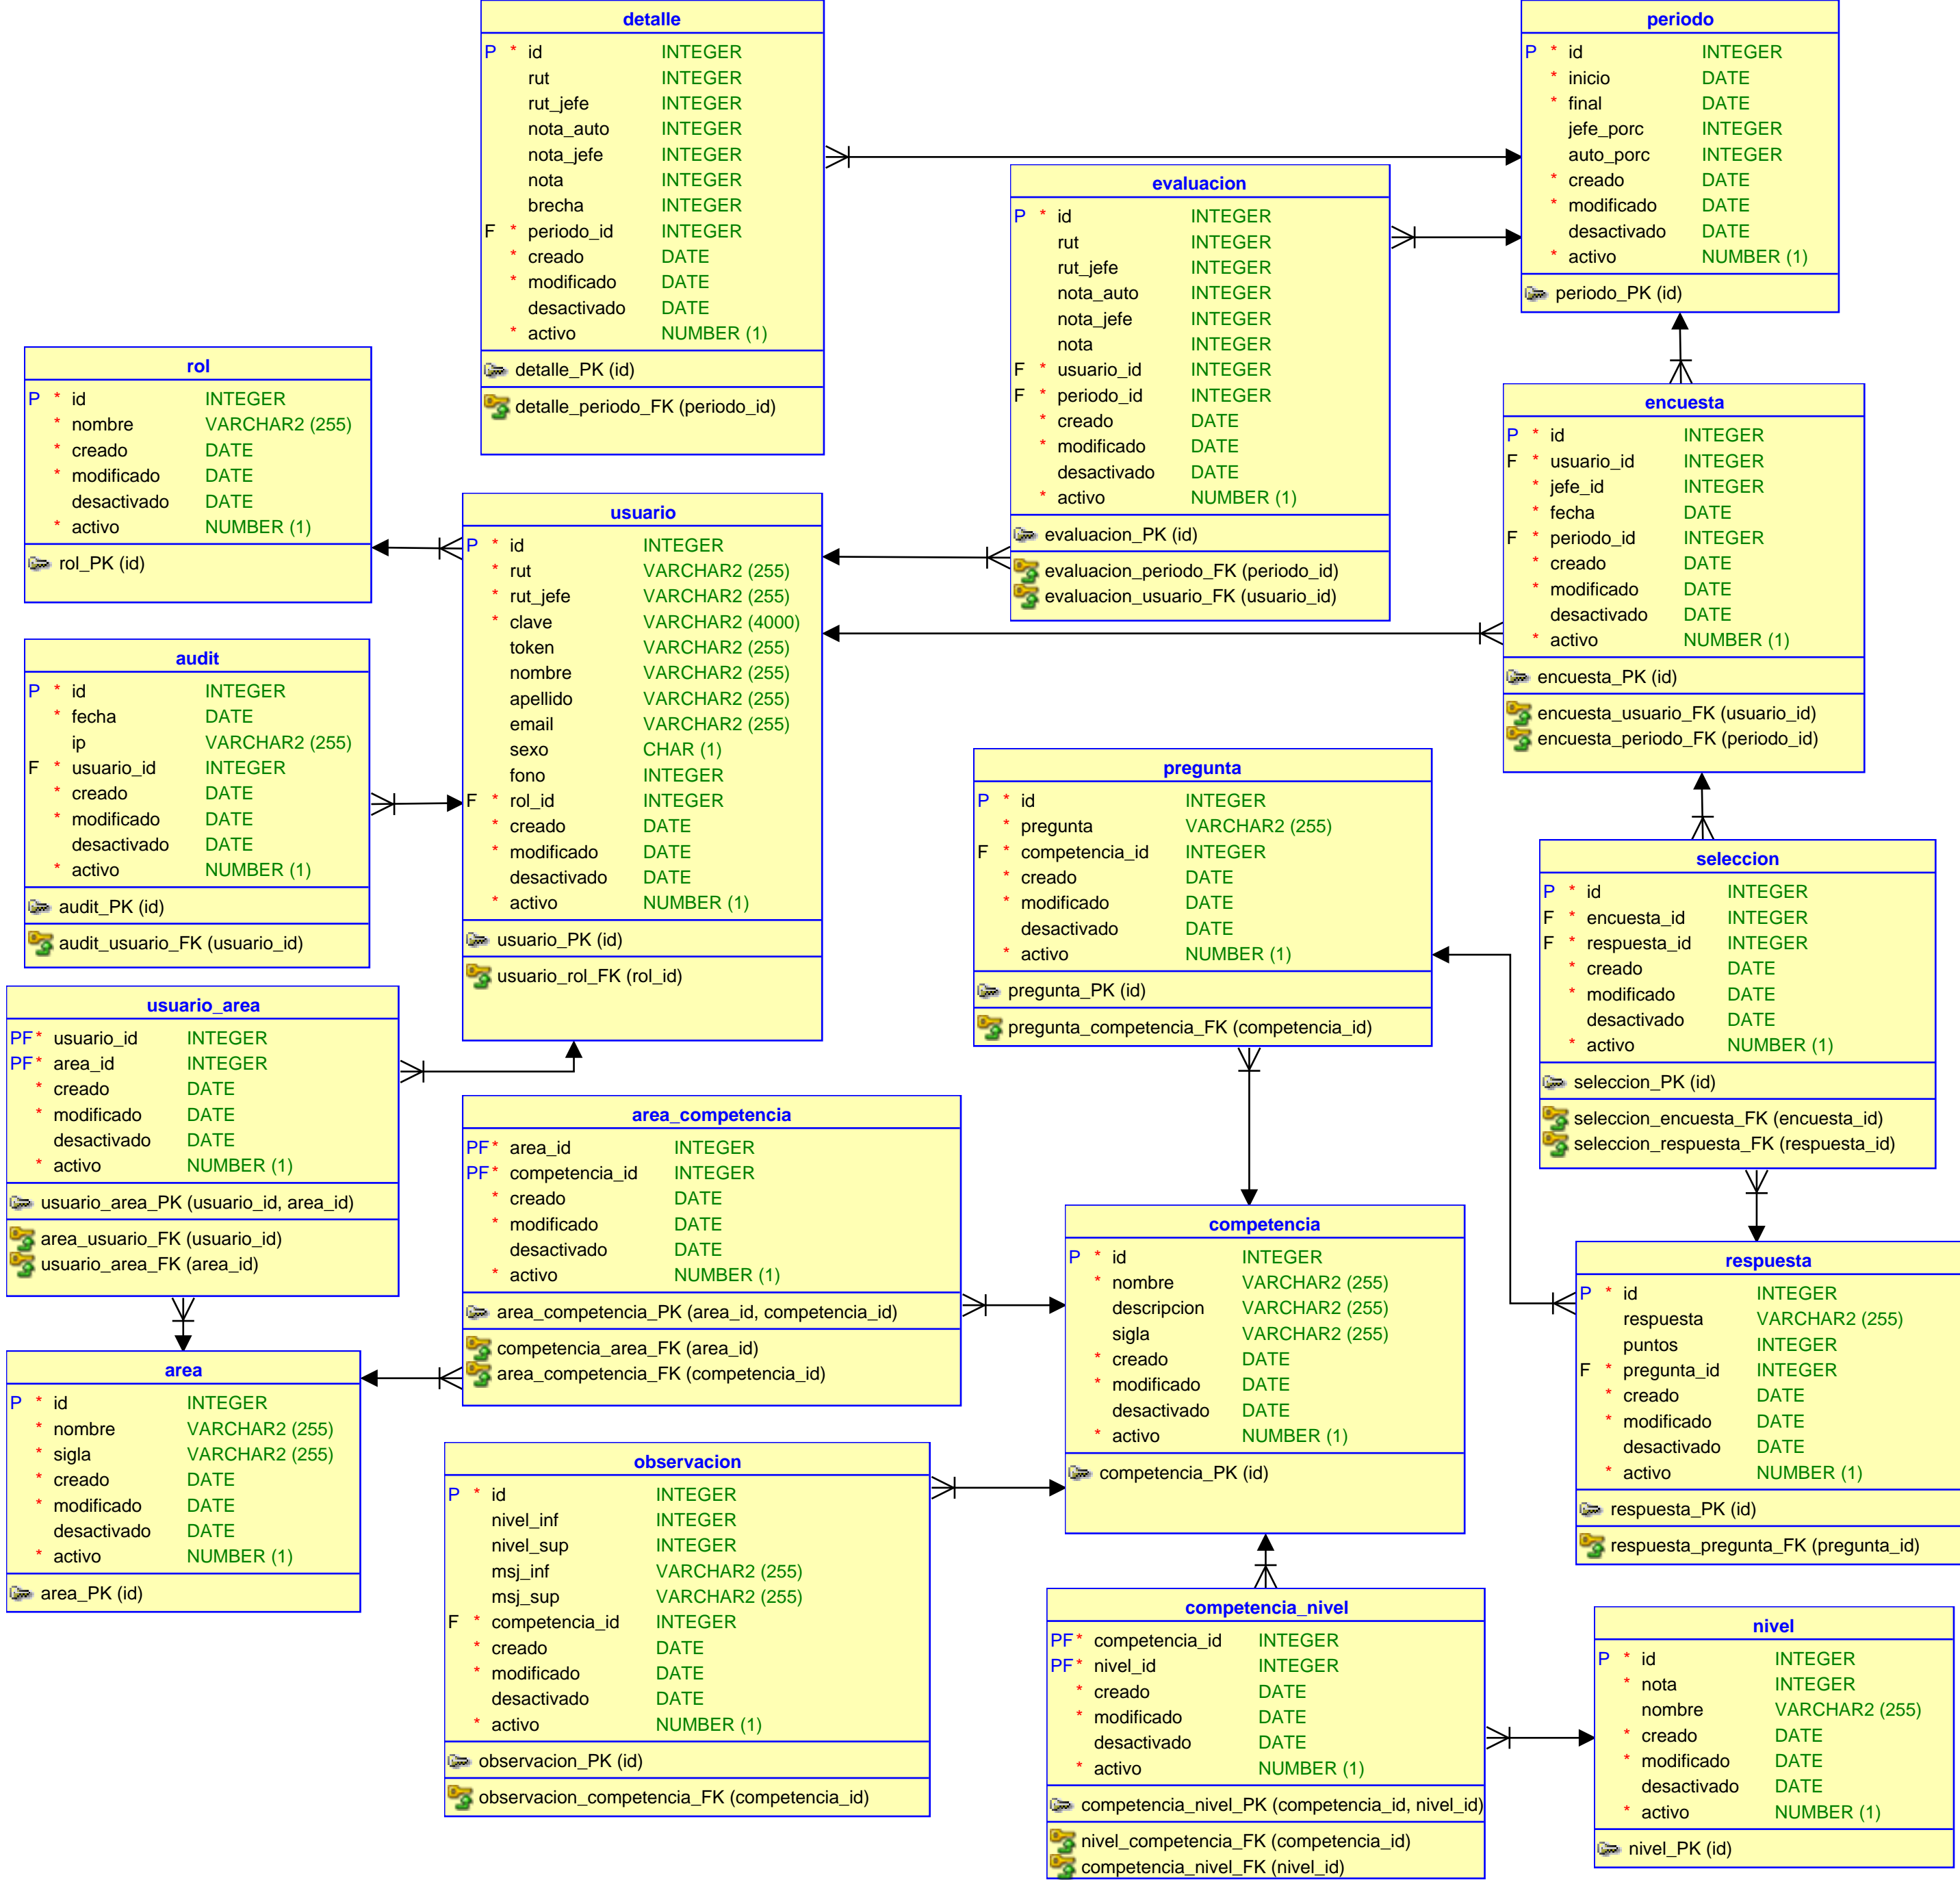 detalle
P * id INTEGER
rut INTEGER
rut_jefe INTEGER
nota_auto INTEGER
nota_jefe INTEGER
nota INTEGER
brecha INTEGER
F * periodo_id INTEGER
* creado DATE
* modificado DATE
desactivado DATE
* activo NUMBER (1)
detalle_PK (id)
detalle_periodo_FK (periodo_id)
periodo
P * id INTEGER
* inicio DATE
* final DATE
jefe_porc INTEGER
auto_porc INTEGER
* creado DATE
* modificado DATE
desactivado DATE
* activo NUMBER (1)
periodo_PK (id)
evaluacion
P * id INTEGER
rut INTEGER
rut_jefe INTEGER
nota_auto INTEGER
nota_jefe INTEGER
nota INTEGER
F * usuario_id INTEGER
F * periodo_id INTEGER
* creado DATE
* modificado DATE
desactivado DATE
* activo NUMBER (1)
evaluacion_PK (id)
evaluacion_periodo_FK (periodo_id)
evaluacion_usuario_FK (usuario_id)
rol
P * id INTEGER
* nombre VARCHAR2 (255)
* creado DATE
* modificado DATE
desactivado DATE
* activo NUMBER (1)
rol_PK (id)
encuesta
P * id INTEGER
F * usuario_id INTEGER
* jefe_id INTEGER
* fecha DATE
F * periodo_id INTEGER
* creado DATE
* modificado DATE
desactivado DATE
* activo NUMBER (1)
encuesta_PK (id)
encuesta_usuario_FK (usuario_id)
encuesta_periodo_FK (periodo_id)
usuario
P * id INTEGER
* rut VARCHAR2 (255)
* rut_jefe VARCHAR2 (255)
* clave VARCHAR2 (4000)
token VARCHAR2 (255)
nombre VARCHAR2 (255)
apellido VARCHAR2 (255)
email VARCHAR2 (255)
sexo CHAR (1)
fono INTEGER
F * rol_id INTEGER
* creado DATE
* modificado DATE
desactivado DATE
* activo NUMBER (1)
usuario_PK (id)
usuario_rol_FK (rol_id)
audit
P * id INTEGER
* fecha DATE
ip VARCHAR2 (255)
F * usuario_id INTEGER
* creado DATE
* modificado DATE
desactivado DATE
* activo NUMBER (1)
audit_PK (id)
audit_usuario_FK (usuario_id)
pregunta
P * id INTEGER
* pregunta VARCHAR2 (255)
F * competencia_id INTEGER
* creado DATE
* modificado DATE
desactivado DATE
* activo NUMBER (1)
pregunta_PK (id)
pregunta_competencia_FK (competencia_id)
seleccion
P * id INTEGER
F * encuesta_id INTEGER
F * respuesta_id INTEGER
* creado DATE
* modificado DATE
desactivado DATE
* activo NUMBER (1)
seleccion_PK (id)
seleccion_encuesta_FK (encuesta_id)
seleccion_respuesta_FK (respuesta_id)
usuario_area
PF * usuario_id INTEGER
PF * area_id INTEGER
* creado DATE
* modificado DATE
desactivado DATE
* activo NUMBER (1)
usuario_area_PK (usuario_id, area_id)
area_usuario_FK (usuario_id)
usuario_area_FK (area_id)
area_competencia
PF * area_id INTEGER
PF * competencia_id INTEGER
* creado DATE
* modificado DATE
desactivado DATE
* activo NUMBER (1)
area_competencia_PK (area_id, competencia_id)
competencia_area_FK (area_id)
area_competencia_FK (competencia_id)
competencia
P * id INTEGER
* nombre VARCHAR2 (255)
descripcion VARCHAR2 (255)
sigla VARCHAR2 (255)
* creado DATE
* modificado DATE
desactivado DATE
* activo NUMBER (1)
competencia_PK (id)
respuesta
P * id INTEGER
respuesta VARCHAR2 (255)
puntos INTEGER
F * pregunta_id INTEGER
* creado DATE
* modificado DATE
desactivado DATE
* activo NUMBER (1)
respuesta_PK (id)
respuesta_pregunta_FK (pregunta_id)
area
P * id INTEGER
* nombre VARCHAR2 (255)
* sigla VARCHAR2 (255)
* creado DATE
* modificado DATE
desactivado DATE
* activo NUMBER (1)
area_PK (id)
observacion
P * id INTEGER
nivel_inf INTEGER
nivel_sup INTEGER
msj_inf VARCHAR2 (255)
msj_sup VARCHAR2 (255)
F * competencia_id INTEGER
* creado DATE
* modificado DATE
desactivado DATE
* activo NUMBER (1)
observacion_PK (id)
observacion_competencia_FK (competencia_id)
competencia_nivel
PF * competencia_id INTEGER
PF * nivel_id INTEGER
* creado DATE
* modificado DATE
desactivado DATE
* activo NUMBER (1)
competencia_nivel_PK (competencia_id, nivel_id)
nivel_competencia_FK (competencia_id)
competencia_nivel_FK (nivel_id)
nivel
P * id INTEGER
* nota INTEGER
nombre VARCHAR2 (255)
* creado DATE
* modificado DATE
desactivado DATE
* activo NUMBER (1)
nivel_PK (id)